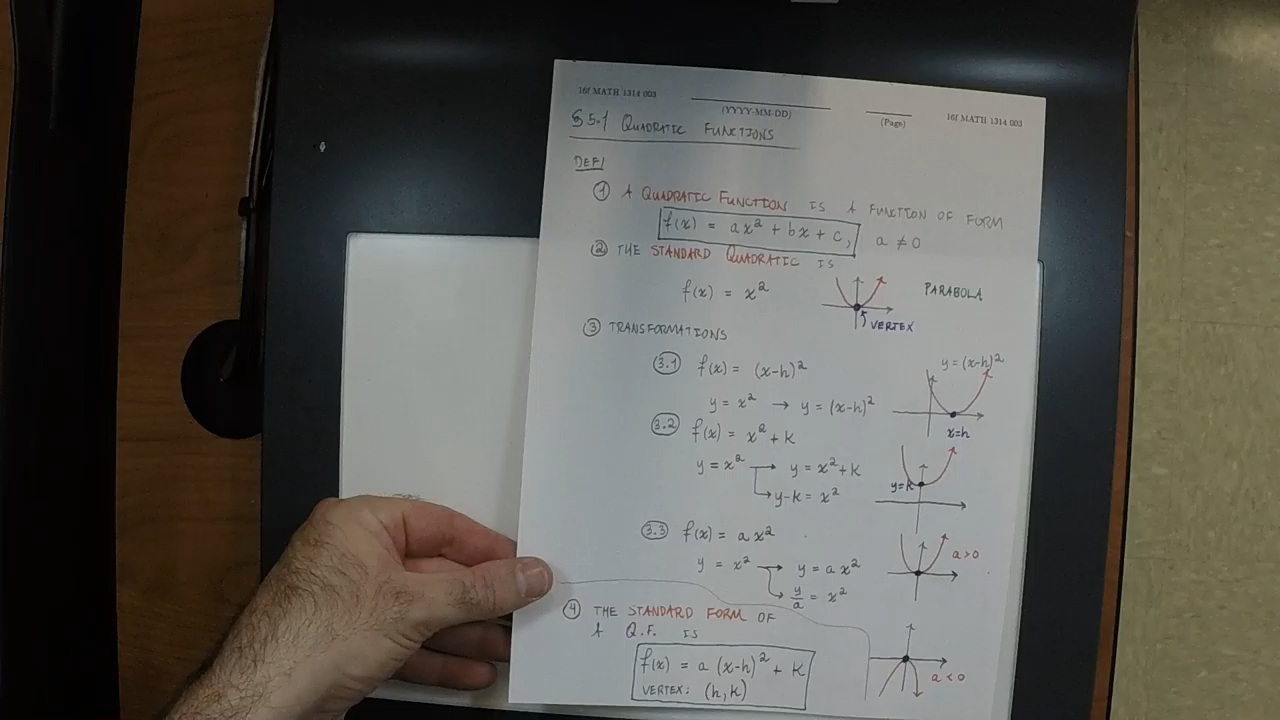 16f MATH 1314 003 (YYYY-MM-DD) (Page) 16f MATH 1314 003
§5.1 QUADRATIC FUNCTIONS
DEF/
① A QUADRATIC FUNCTION IS A FUNCTION OF FORM
f(x) = ax² + bx + c, a ≠ 0
② THE STANDARD QUADRATIC IS
f(x) = x² PARABOLA
VERTEX
③ TRANSFORMATIONS
3.1 f(x) = (x-h)² y = (x-h)²
y = x² → y = (x-h)²
x=h
3.2 f(x) = x² + k
y = x² → y = x² + k
y=k
↳ y-k = x²
3.3 f(x) = ax²
a>0
y = x² → y = ax²
↳ y/a = x²
④ THE STANDARD FORM OF
A Q.F. IS
f(x) = a (x-h)² + k
a<0
VERTEX: (h,k)